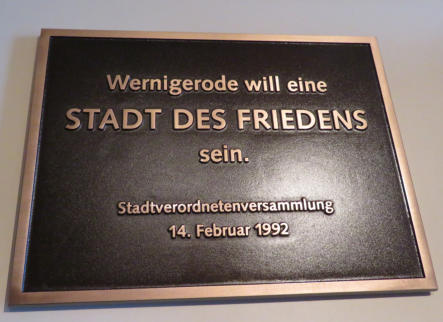 Wernigerode will eine
STADT DES FRIEDENS
sein.
Stadtverordnetenversammlung
14. Februar 1992